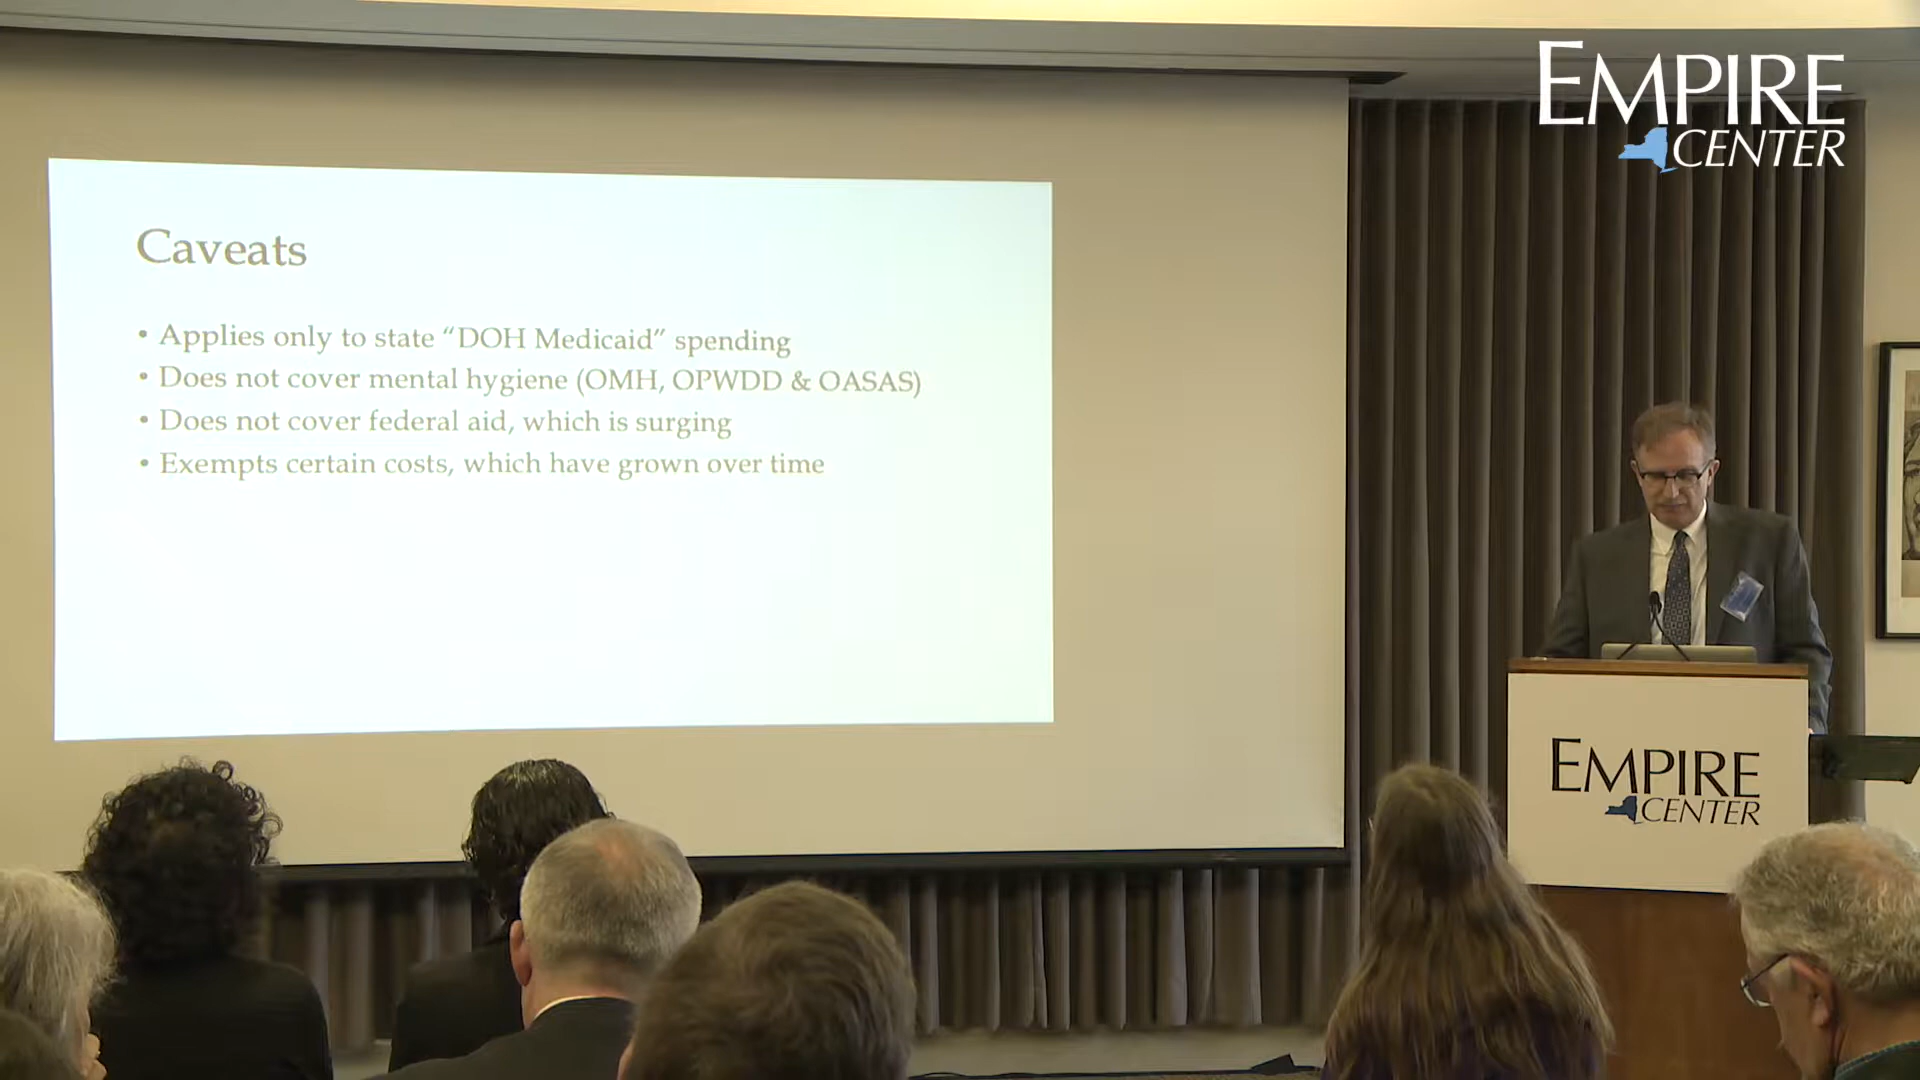 EMPIRE
CENTER
Caveats
• Applies only to state “DOH Medicaid” spending
• Does not cover mental hygiene (OMH, OPWDD & OASAS)
• Does not cover federal aid, which is surging
• Exempts certain costs, which have grown over time
EMPIRE
CENTER